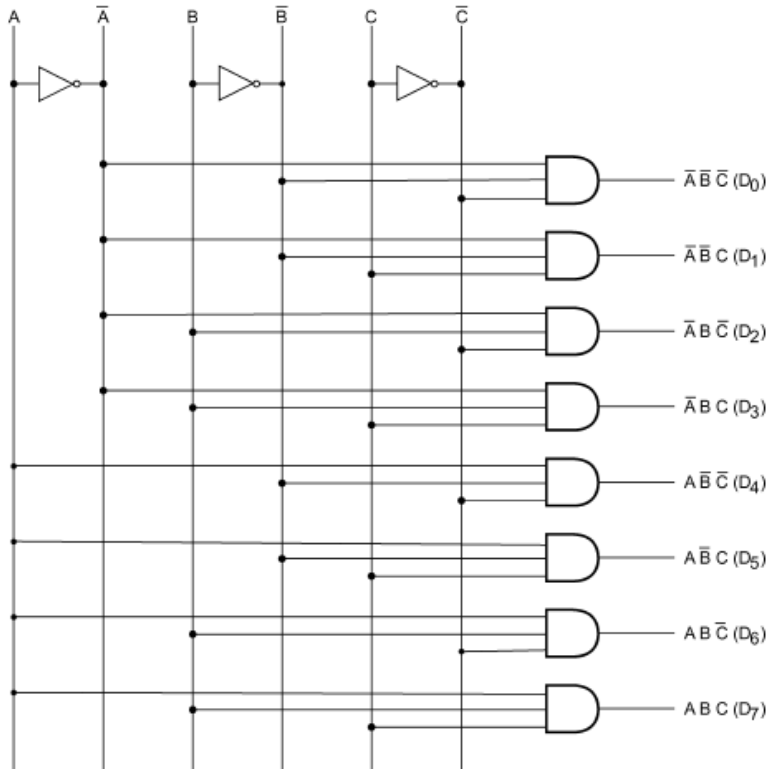 A A̅ B B̅ C C̅
A̅ B̅ C̅ (D₀)
A̅ B̅ C (D₁)
A̅ B C̅ (D₂)
A̅ B C (D₃)
A B̅ C̅ (D₄)
A B̅ C (D₅)
A B C̅ (D₆)
A B C (D₇)